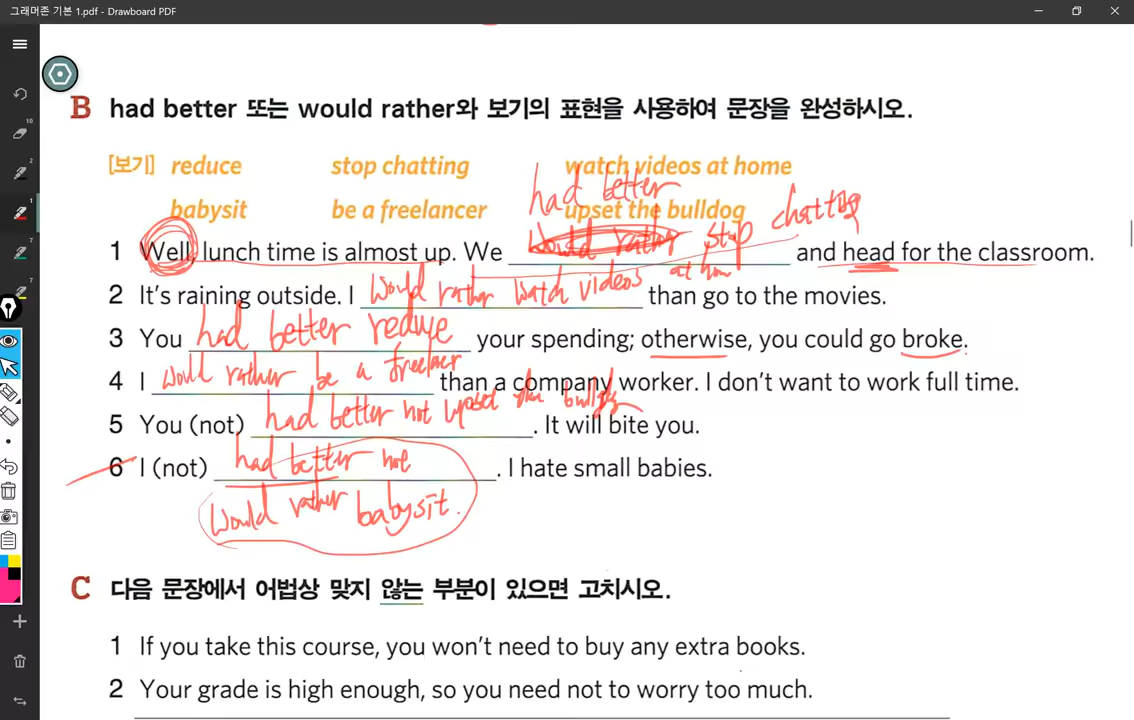 그래머존 기본 1.pdf - Drawboard PDF
B had better 또는 would rather와 보기의 표현을 사용하여 문장을 완성하시오.
[보기] reduce stop chatting watch videos at home
babysit be a freelancer upset the bulldog
had better
chatting
1 Well, lunch time is almost up. We would rather stop and head for the classroom.
at home
2 It's raining outside. I would rather watch videos than go to the movies.
3 You had better reduce your spending; otherwise, you could go broke.
4 I would rather be a than a company worker. I don't want to work full time.
5 You (not) had better not upset the . It will bite you.
6 I (not) had better not . I hate small babies.
Would rather babysit.
C 다음 문장에서 어법상 맞지 않는 부분이 있으면 고치시오.
1 If you take this course, you won't need to buy any extra books.
2 Your grade is high enough, so you need not to worry too much.
10
2
1
7
7